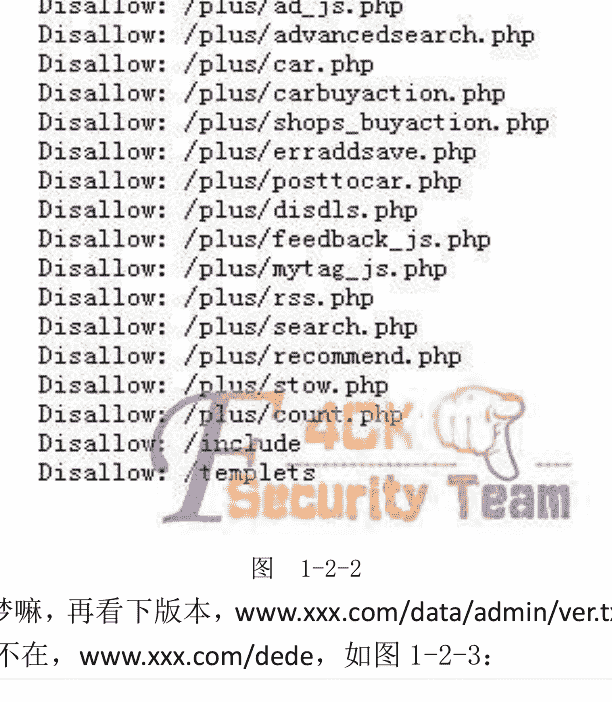 Disallow: /plus/ad_js.php
Disallow: /plus/advancedsearch.php
Disallow: /plus/car.php
Disallow: /plus/carbuyaction.php
Disallow: /plus/shops_buyaction.php
Disallow: /plus/erraddsave.php
Disallow: /plus/posttocar.php
Disallow: /plus/disdls.php
Disallow: /plus/feedback_js.php
Disallow: /plus/mytag_js.php
Disallow: /plus/rss.php
Disallow: /plus/search.php
Disallow: /plus/recommend.php
Disallow: /plus/stow.php
Disallow: /plus/count.php
Disallow: /include
Disallow: /templets
F4CK
Security Team
图 1-2-2
梦嘛，再看下版本，www.xxx.com/data/admin/ver.tx
不在，www.xxx.com/dede，如图 1-2-3：